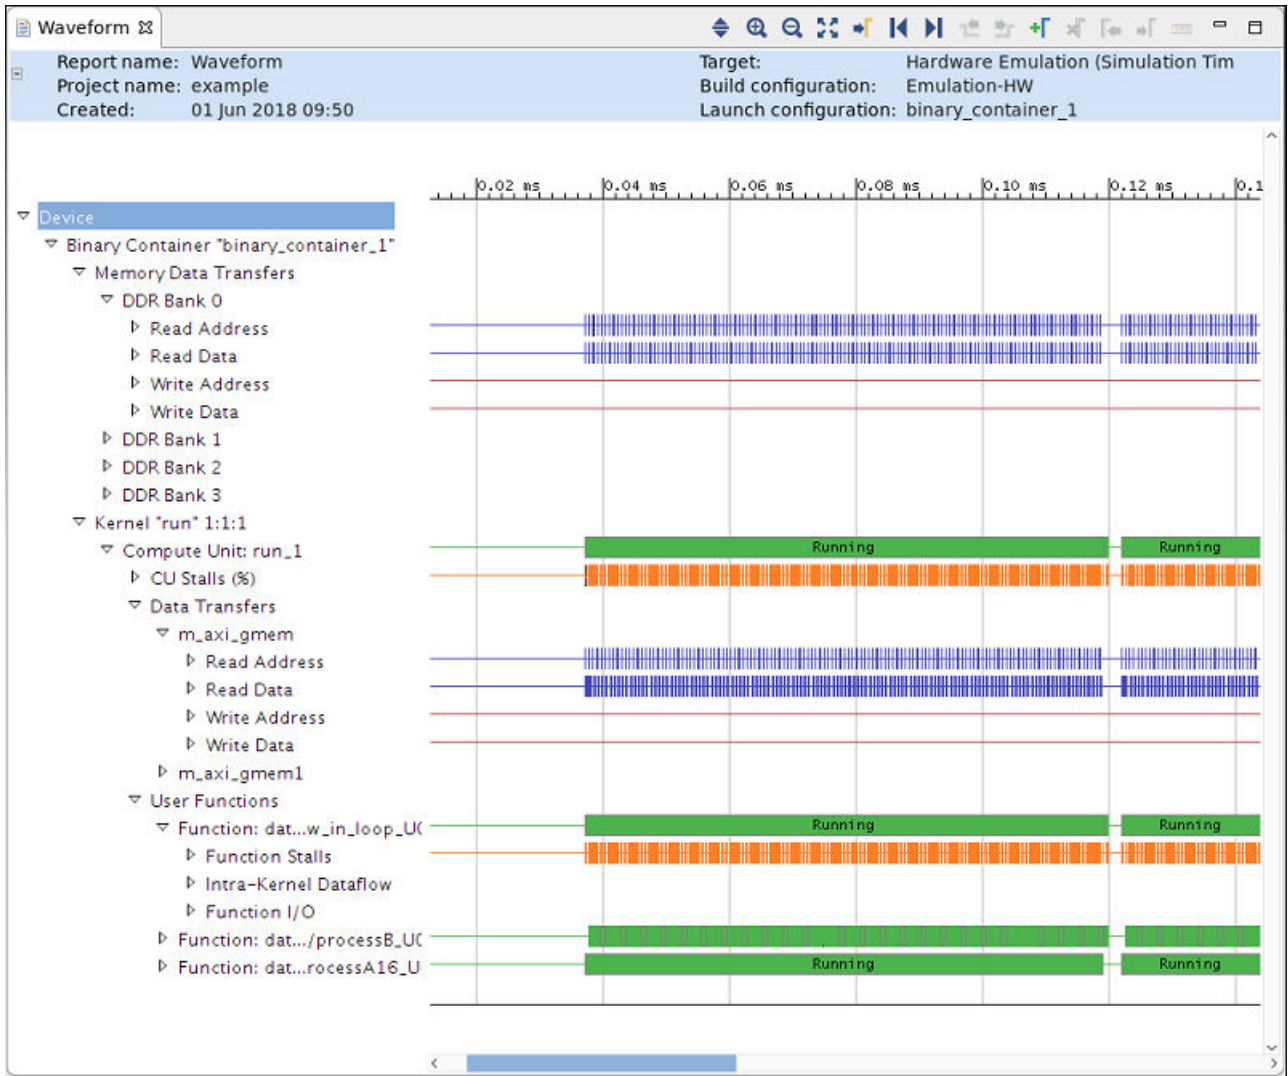 Waveform
Report name: Waveform Target: Hardware Emulation (Simulation Tim
Project name: example Build configuration: Emulation-HW
Created: 01 Jun 2018 09:50 Launch configuration: binary_container_1
0.02 ms 0.04 ms 0.06 ms 0.08 ms 0.10 ms 0.12 ms 0.1
Device
Binary Container "binary_container_1"
Memory Data Transfers
DDR Bank 0
Read Address
Read Data
Write Address
Write Data
DDR Bank 1
DDR Bank 2
DDR Bank 3
Kernel "run" 1:1:1
Compute Unit: run_1 Running Running
CU Stalls (%)
Data Transfers
m_axi_gmem
Read Address
Read Data
Write Address
Write Data
m_axi_gmem1
User Functions
Function: dat...w_in_loop_U( Running Running
Function Stalls
Intra-Kernel Dataflow
Function I/O
Function: dat.../processB_U(
Function: dat...rocessA16_U Running Running